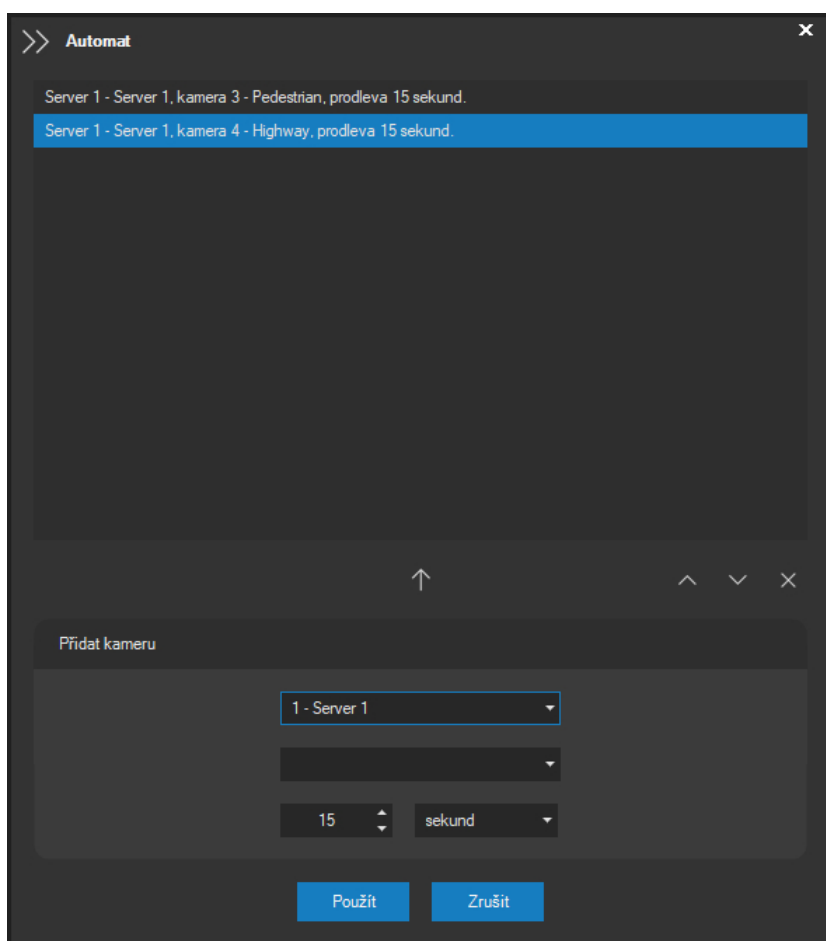 Automat
Server 1 - Server 1, kamera 3 - Pedestrian, prodleva 15 sekund.
Server 1 - Server 1, kamera 4 - Highway, prodleva 15 sekund.
Přidat kameru
1 - Server 1
15 sekund
Použít Zrušit